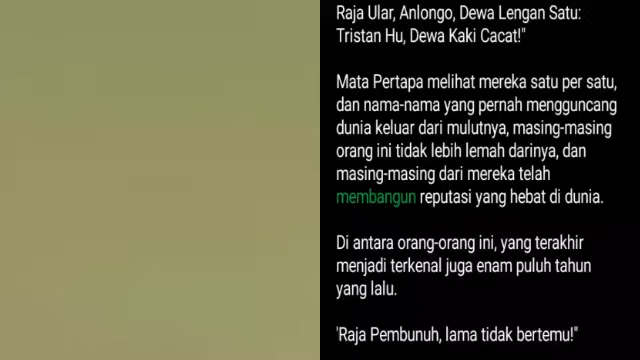 Raja Ular, Anlongo, Dewa Lengan Satu:
Tristan Hu, Dewa Kaki Cacat!"
Mata Pertapa melihat mereka satu per satu,
dan nama-nama yang pernah mengguncang
dunia keluar dari mulutnya, masing-masing
orang ini tidak lebih lemah darinya, dan
masing-masing dari mereka telah
membangun reputasi yang hebat di dunia.
Di antara orang-orang ini, yang terakhir
menjadi terkenal juga enam puluh tahun
yang lalu.
'Raja Pembunuh, lama tidak bertemu!"